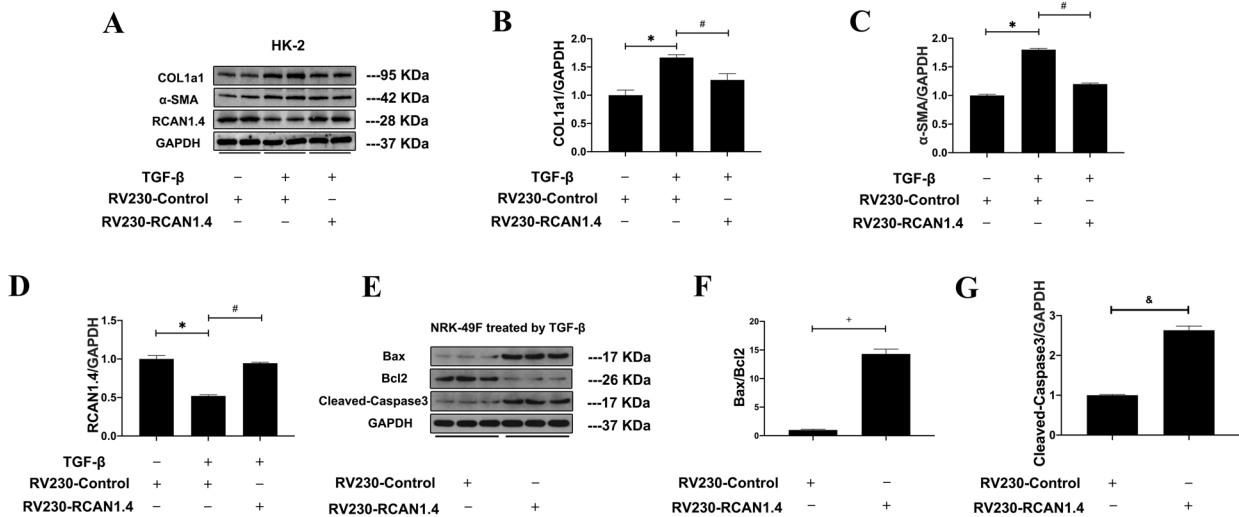 A
HK-2
COL1a1 ---95 KDa
α-SMA ---42 KDa
RCAN1.4 ---28 KDa
GAPDH ---37 KDa
TGF-β − + +
RV230-Control + + −
RV230-RCAN1.4 − − +
B
COL1a1/GAPDH
2.0
1.5
1.0
0.5
0.0
*
#
TGF-β − + +
RV230-Control + + −
RV230-RCAN1.4 − − +
C
α-SMA/GAPDH
2.0
1.5
1.0
0.5
0.0
*
#
TGF-β − + +
RV230-Control + + −
RV230-RCAN1.4 − − +
D
RCAN1.4/GAPDH
1.5
1.0
0.5
0.0
*
#
TGF-β − + +
RV230-Control + + −
RV230-RCAN1.4 − − +
E
NRK-49F treated by TGF-β
Bax ---17 KDa
Bcl2 ---26 KDa
Cleaved-Caspase3 ---17 KDa
GAPDH ---37 KDa
RV230-Control + −
RV230-RCAN1.4 − +
F
Bax/Bcl2
20
15
10
5
0
+
RV230-Control + −
RV230-RCAN1.4 − +
G
Cleaved-Caspase3/GAPDH
3
2
1
0
&
RV230-Control + −
RV230-RCAN1.4 − +